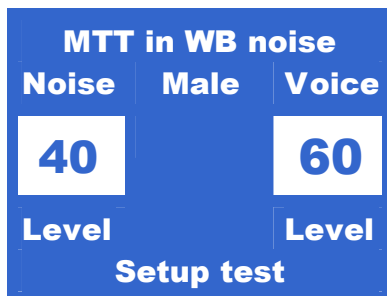 MTT in WB noise
Noise Male Voice
40 60
Level Level
Setup test